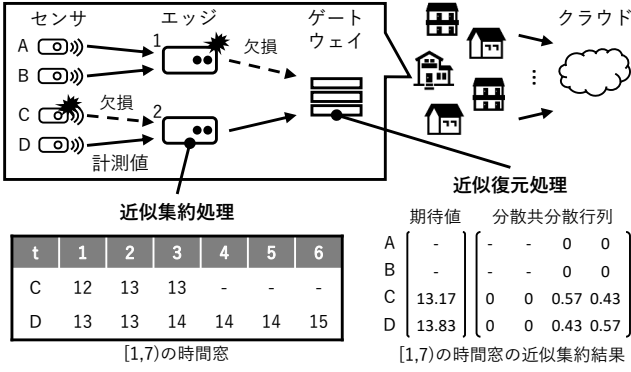 センサ エッジ ゲート クラウド
ウェイ
A 1 欠損
B
C 欠損 2
D
計測値
⋮
近似集約処理 近似復元処理
t 1 2 3 4 5 6
C 12 13 13 - - -
D 13 13 14 14 14 15
[1,7)の時間窓
期待値 分散共分散行列
A - - - 0 0
B - - - 0 0
C 13.17 0 0 0.57 0.43
D 13.83 0 0 0.43 0.57
[1,7)の時間窓の近似集約結果